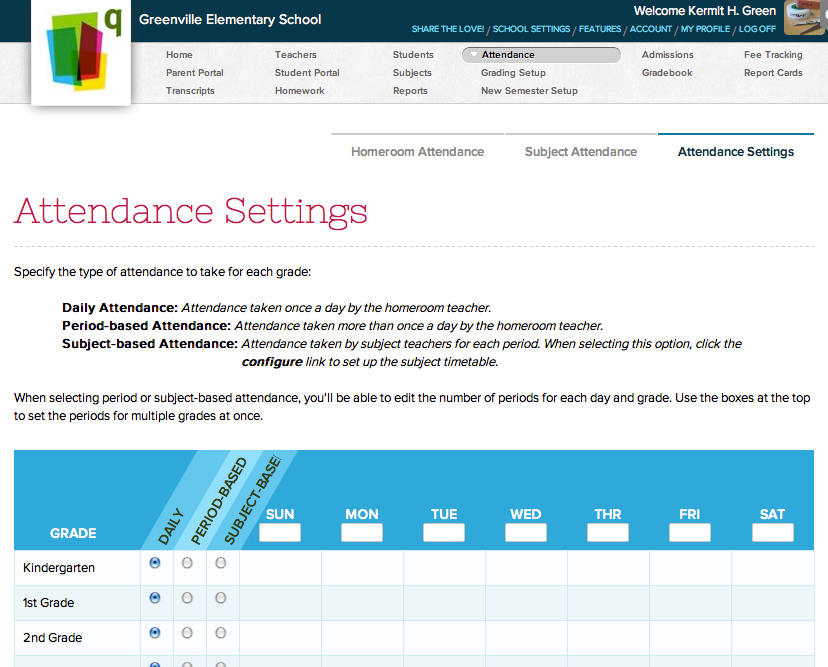 q
Greenville Elementary School
Welcome Kermit H. Green
SHARE THE LOVE! / SCHOOL SETTINGS / FEATURES / ACCOUNT / MY PROFILE / LOG OFF
Home Teachers Students Attendance Admissions Fee Tracking
Parent Portal Student Portal Subjects Grading Setup Gradebook Report Cards
Transcripts Homework Reports New Semester Setup
Homeroom Attendance Subject Attendance Attendance Settings
Attendance Settings
Specify the type of attendance to take for each grade:
Daily Attendance: Attendance taken once a day by the homeroom teacher.
Period-based Attendance: Attendance taken more than once a day by the homeroom teacher.
Subject-based Attendance: Attendance taken by subject teachers for each period. When selecting this option, click the
configure link to set up the subject timetable.
When selecting period or subject-based attendance, you'll be able to edit the number of periods for each day and grade. Use the boxes at the top
to set the periods for multiple grades at once.
GRADE DAILY PERIOD-BASED SUBJECT-BASE SUN MON TUE WED THR FRI SAT
Kindergarten
1st Grade
2nd Grade